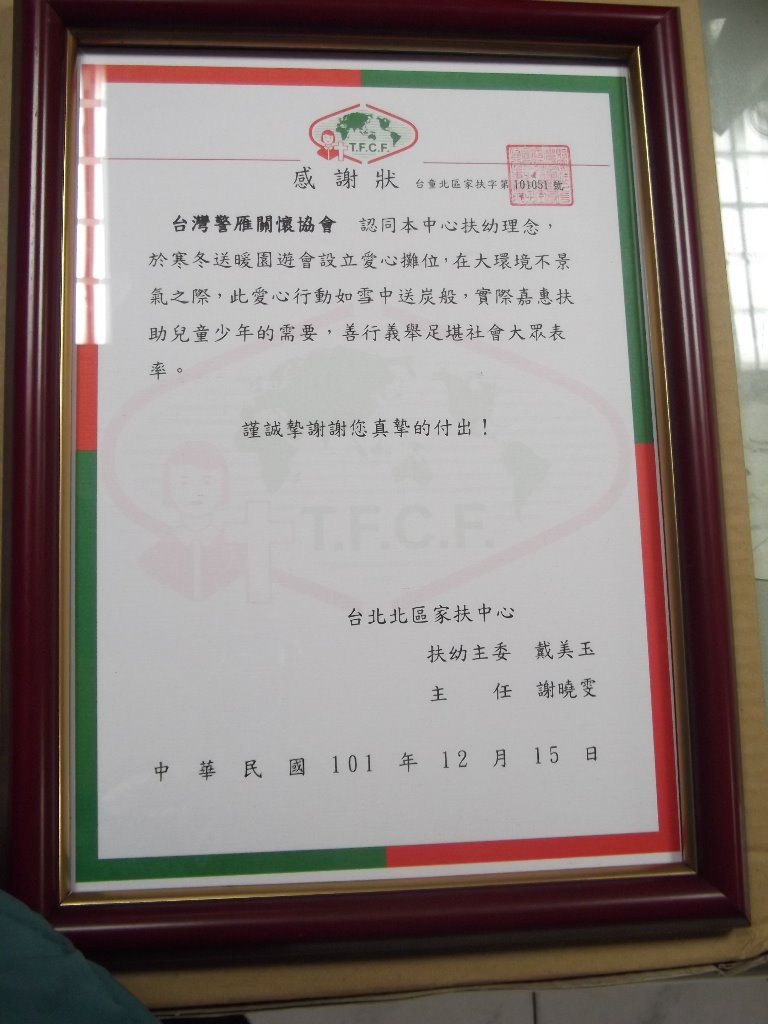 T.F.C.F.
感謝狀 台童北區家扶字第101051號
台灣警雁關懷協會 認同本中心扶幼理念，
於寒冬送暖園遊會設立愛心攤位，在大環境不景
氣之際，此愛心行動如雪中送炭般，實際嘉惠扶
助兒童少年的需要，善行義舉足堪社會大眾表
率。
謹誠摯謝謝您真摯的付出！
T.F.C.F.
台北北區家扶中心
扶幼主委 戴美玉
主 任 謝曉雯
中華民國 101 年 12 月 15 日